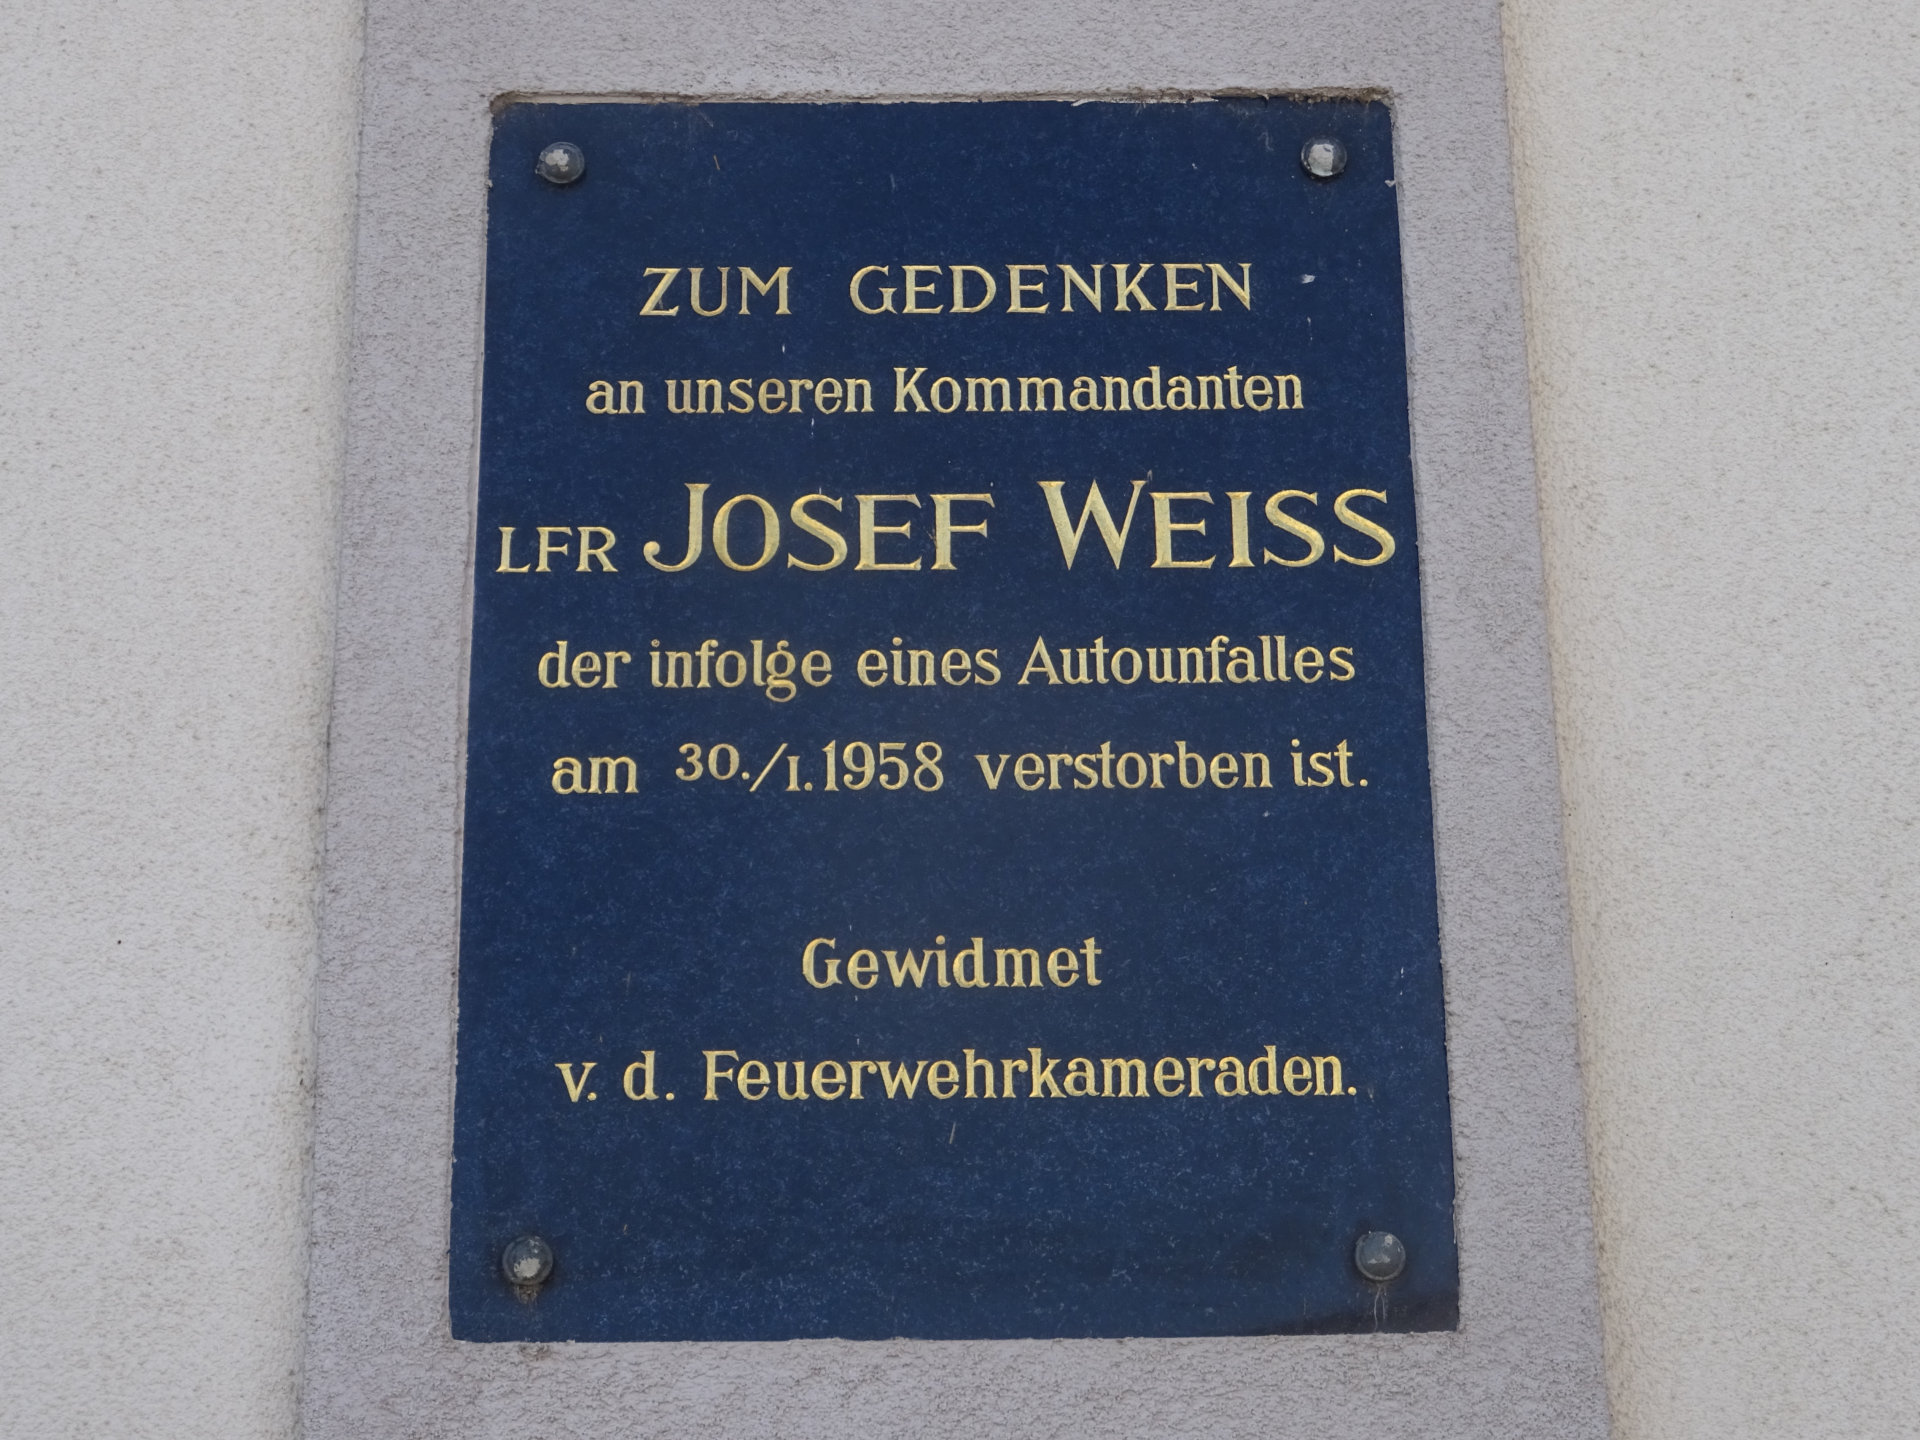 ZUM GEDENKEN
an unseren Kommandanten
LFR JOSEF WEISS
der infolge eines Autounfalles
am 30./I.1958 verstorben ist.
Gewidmet
v. d. Feuerwehrkameraden.